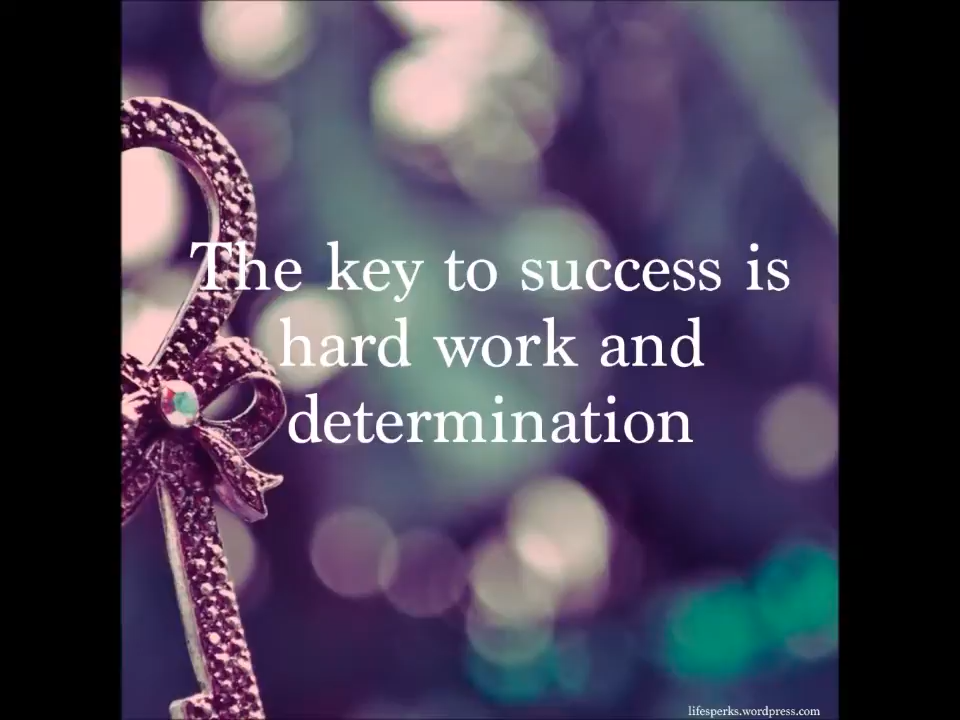 The key to success is
hard work and
determination
lifesperks.wordpress.com